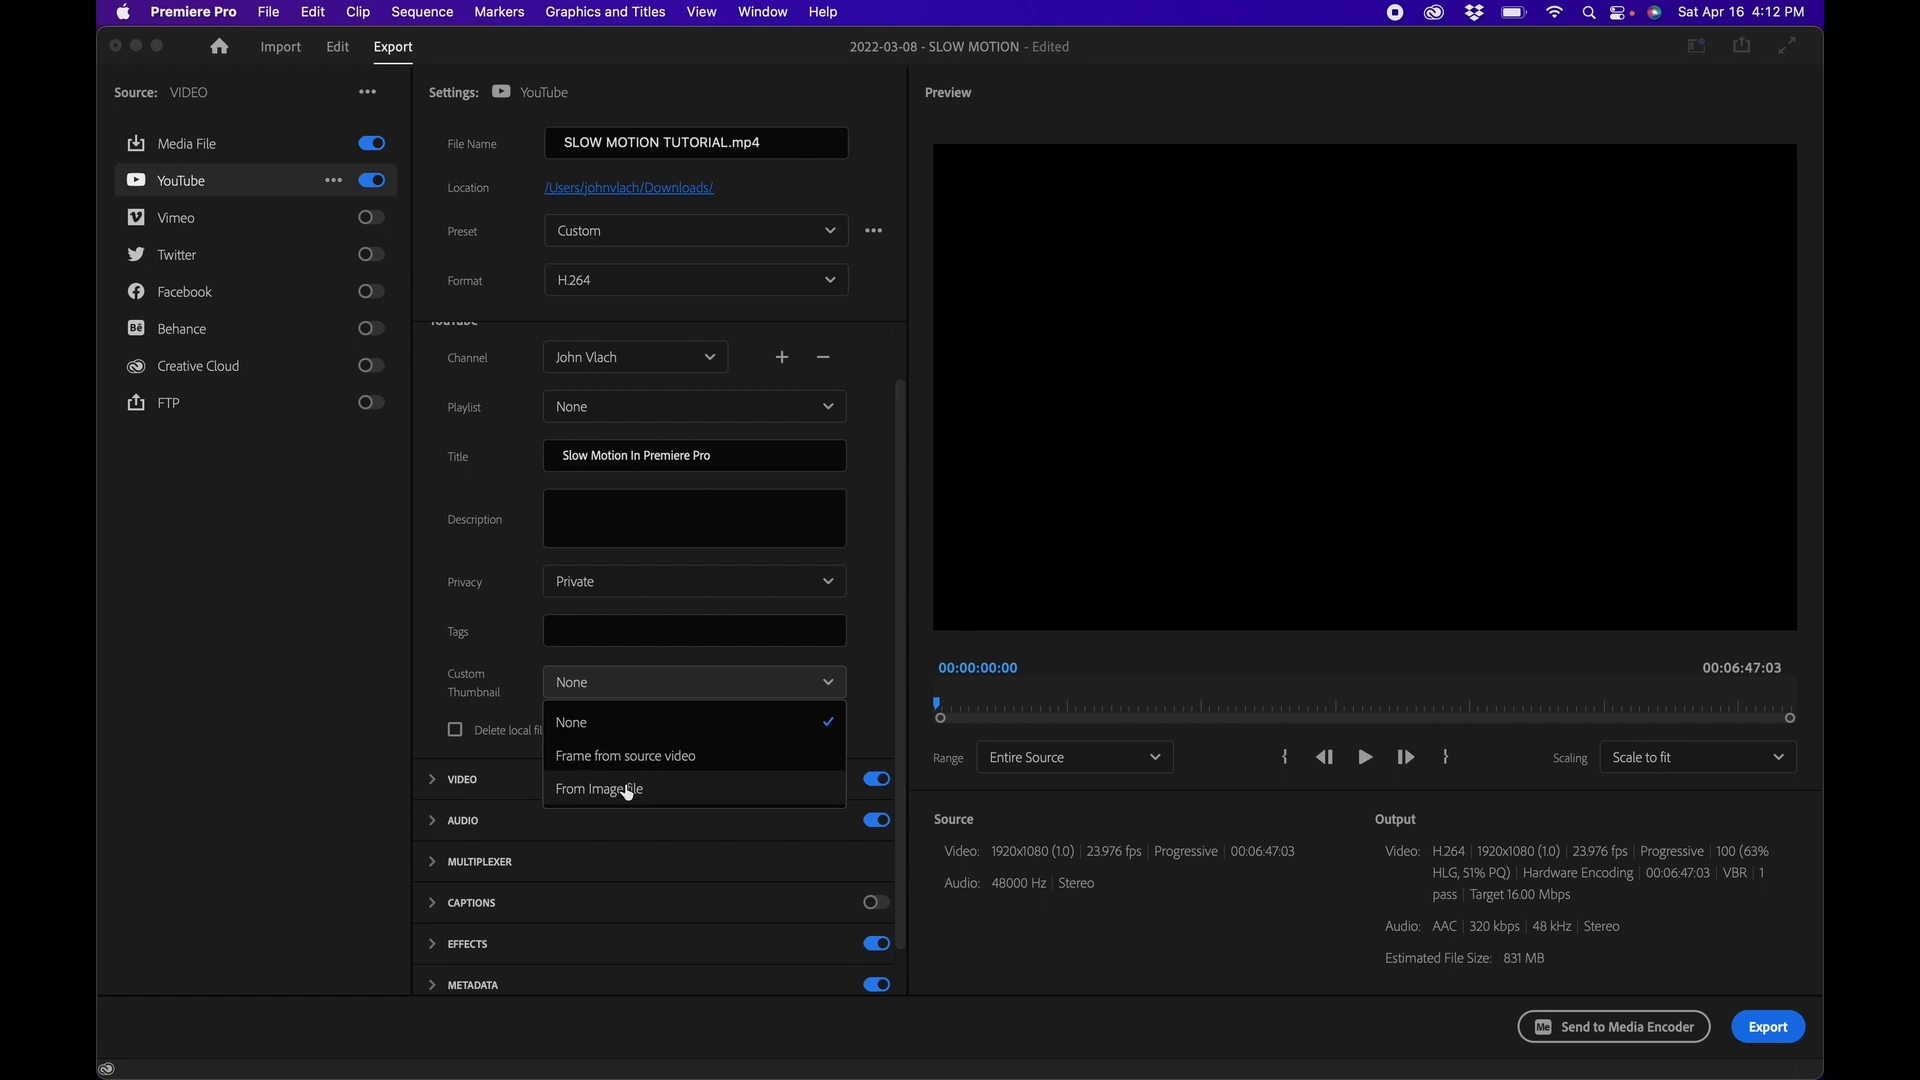 Premiere Pro File Edit Clip Sequence Markers Graphics and Titles View Window Help Sat Apr 16 4:12 PM
Import Edit Export 2022-03-08 - SLOW MOTION - Edited
Source: VIDEO
Media File
YouTube
Vimeo
Twitter
Facebook
Bē Behance
Creative Cloud
FTP
Settings: YouTube
File Name SLOW MOTION TUTORIAL.mp4
Location /Users/johnvlach/Downloads/
Preset Custom
Format H.264
YouTube
Channel John Vlach
Playlist None
Title Slow Motion In Premiere Pro
Description
Privacy Private
Tags
Custom
Thumbnail None
None
Frame from source video
From Image file
Delete local fil
VIDEO
AUDIO
MULTIPLEXER
CAPTIONS
EFFECTS
METADATA
Preview
00:00:00:00 00:06:47:03
Range Entire Source Scaling Scale to fit
Source
Video: 1920x1080 (1.0) | 23.976 fps | Progressive | 00:06:47:03
Audio: 48000 Hz | Stereo
Output
Video: H.264 | 1920x1080 (1.0) | 23.976 fps | Progressive | 100 (63%
HLG, 51% PQ) | Hardware Encoding | 00:06:47:03 | VBR | 1
pass | Target 16.00 Mbps
Audio: AAC | 320 kbps | 48 kHz | Stereo
Estimated File Size: 831 MB
Me Send to Media Encoder Export